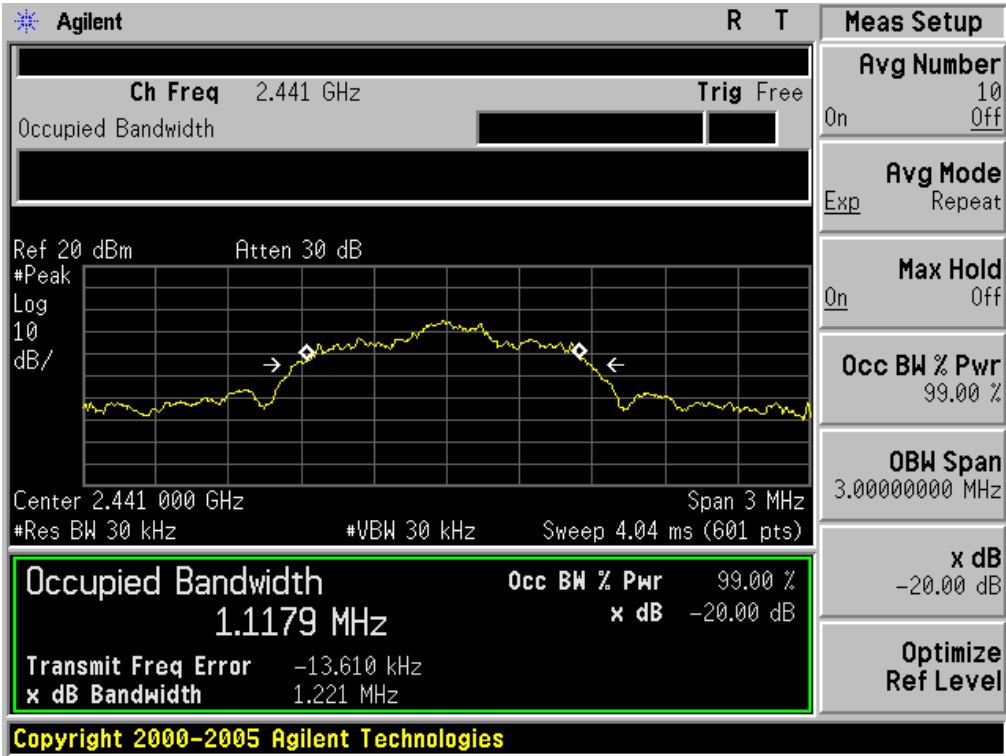 Agilent R T
Ch Freq 2.441 GHz Trig Free
Occupied Bandwidth
Ref 20 dBm Atten 30 dB
#Peak
Log
10
dB/
Center 2.441 000 GHz Span 3 MHz
#Res BW 30 kHz #VBW 30 kHz Sweep 4.04 ms (601 pts)
Occupied Bandwidth Occ BW % Pwr 99.00 %
1.1179 MHz x dB -20.00 dB
Transmit Freq Error -13.610 kHz
x dB Bandwidth 1.221 MHz
Copyright 2000-2005 Agilent Technologies
Meas Setup
Avg Number
10
On Off
Avg Mode
Exp Repeat
Max Hold
On Off
Occ BW % Pwr
99.00 %
OBW Span
3.00000000 MHz
x dB
-20.00 dB
Optimize
Ref Level